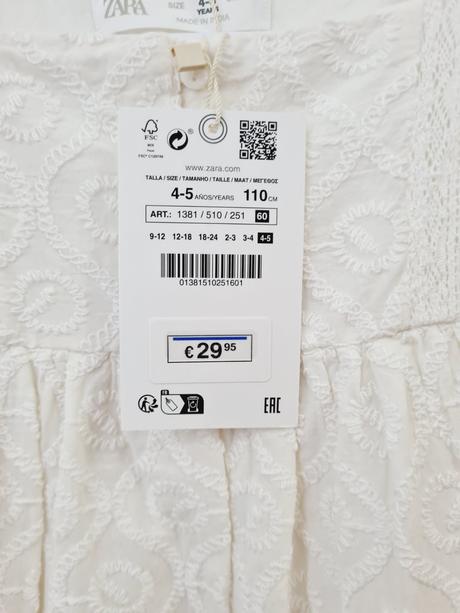 ZARA
SIZE
YEARS
MADE IN INDIA
FSC
MIX
www.zara.com
TALLA / SIZE / TAMANHO / TAILLE / MAAT / ΜΕΓΕΘΟΣ
4-5 AÑOS/YEARS 110 CM
ART.: 1381 / 510 / 251 60
9-12 12-18 18-24 2-3 3-4 4-5
01381510251601
€ 29 95
EAC